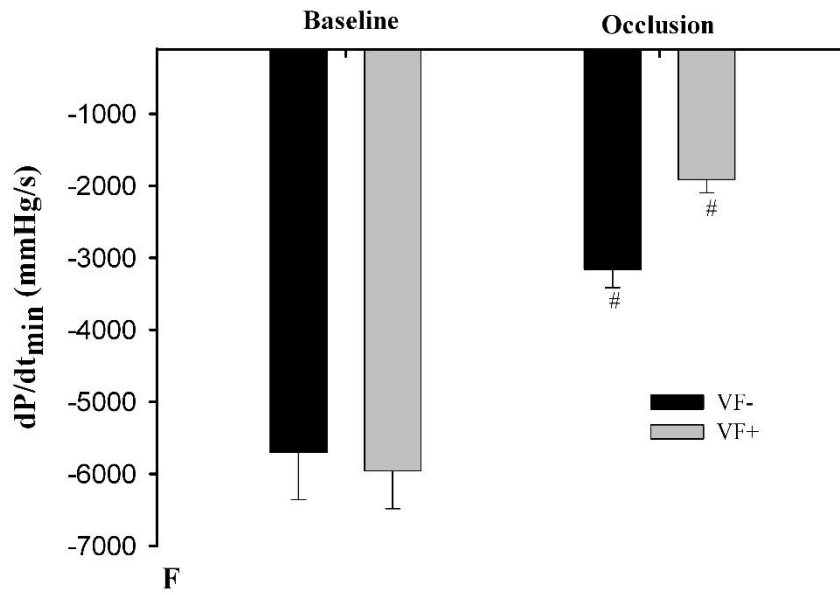 Baseline
Occlusion
-1000
-2000
-3000
-4000
-5000
-6000
-7000
dP/dtmin (mmHg/s)
#
#
VF-
VF+
F